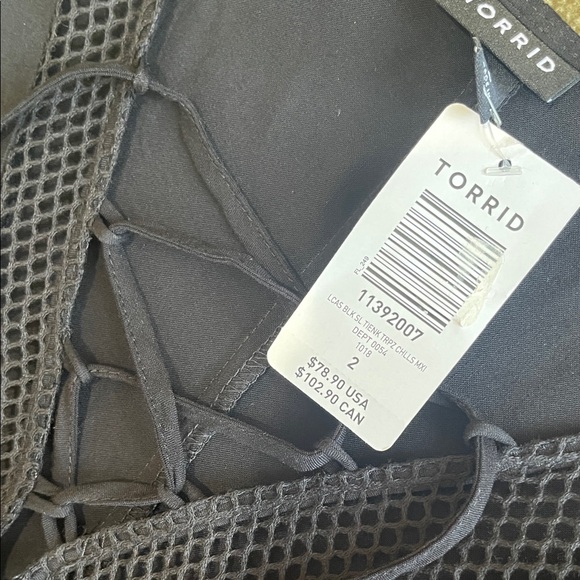 TORRID
TORRID
11392007
LCAS BLK SL TIENK TRPZ CHLLS MXI
DEPT 0054
1018
2
$78.90 USA
$102.90 CAN